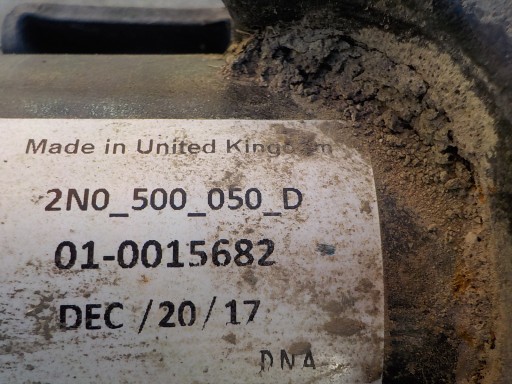 Made in United Kingdom
2N0_500_050_D
01-0015682
DEC /20/17
DNA